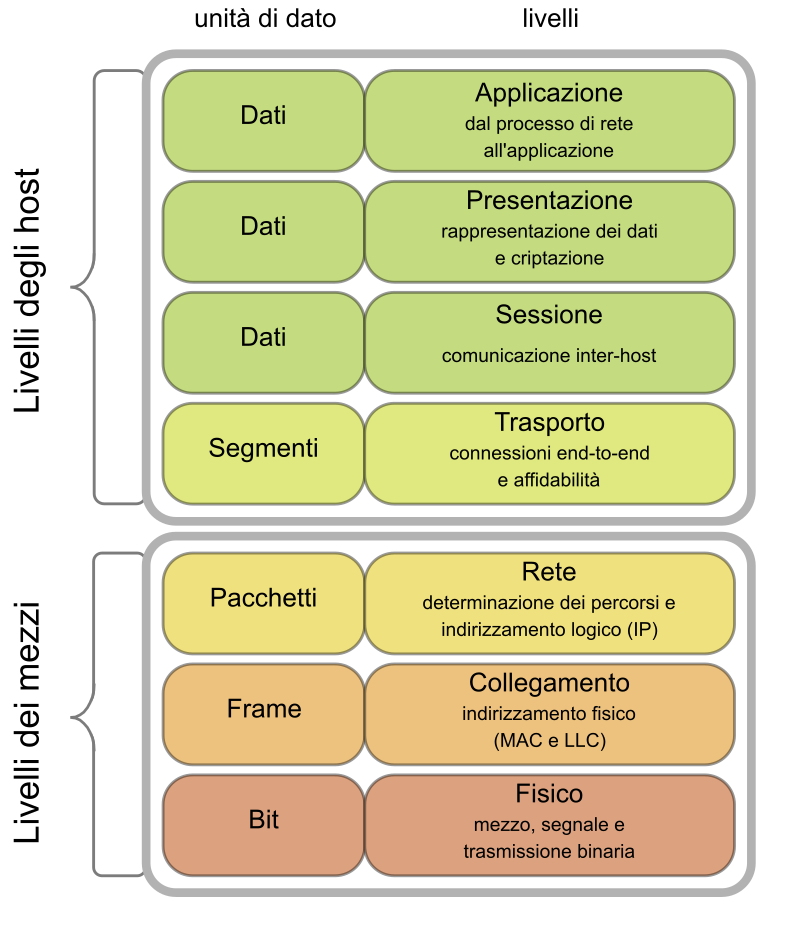 unità di dato
livelli
Livelli degli host
Dati
Applicazione
dal processo di rete
all'applicazione
Dati
Presentazione
rappresentazione dei dati
e criptazione
Dati
Sessione
comunicazione inter-host
Segmenti
Trasporto
connessioni end-to-end
e affidabilità
Livelli dei mezzi
Pacchetti
Rete
determinazione dei percorsi e
indirizzamento logico (IP)
Frame
Collegamento
indirizzamento fisico
(MAC e LLC)
Bit
Fisico
mezzo, segnale e
trasmissione binaria